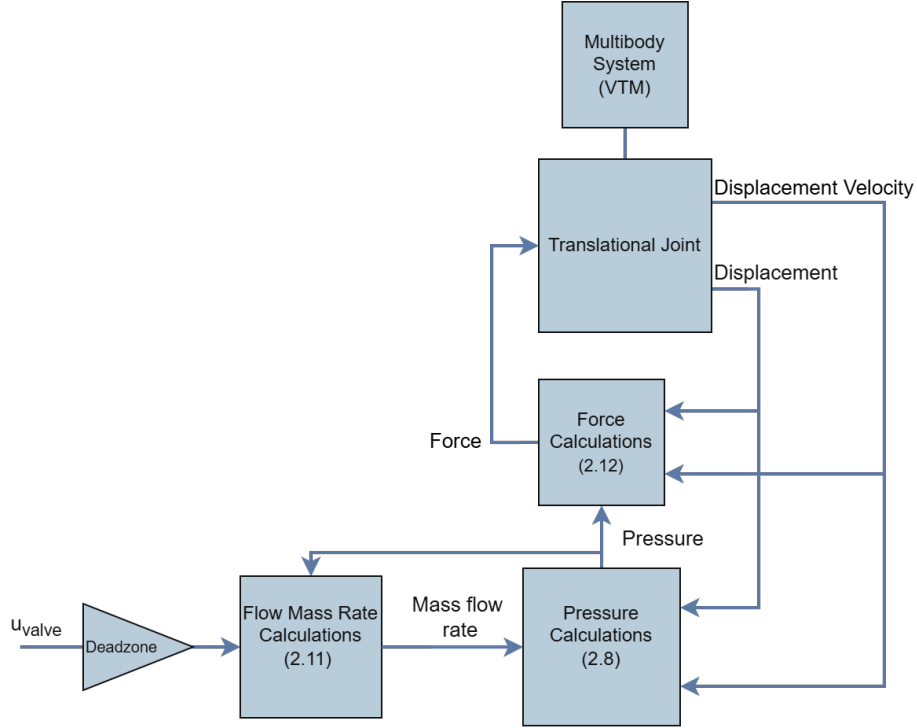 Multibody
System
(VTM)
Displacement Velocity
Translational Joint
Displacement
Force
Calculations
(2.12)
Force
Pressure
Flow Mass Rate
Calculations
(2.11)
Mass flow
rate
Pressure
Calculations
(2.8)
u_valve
Deadzone